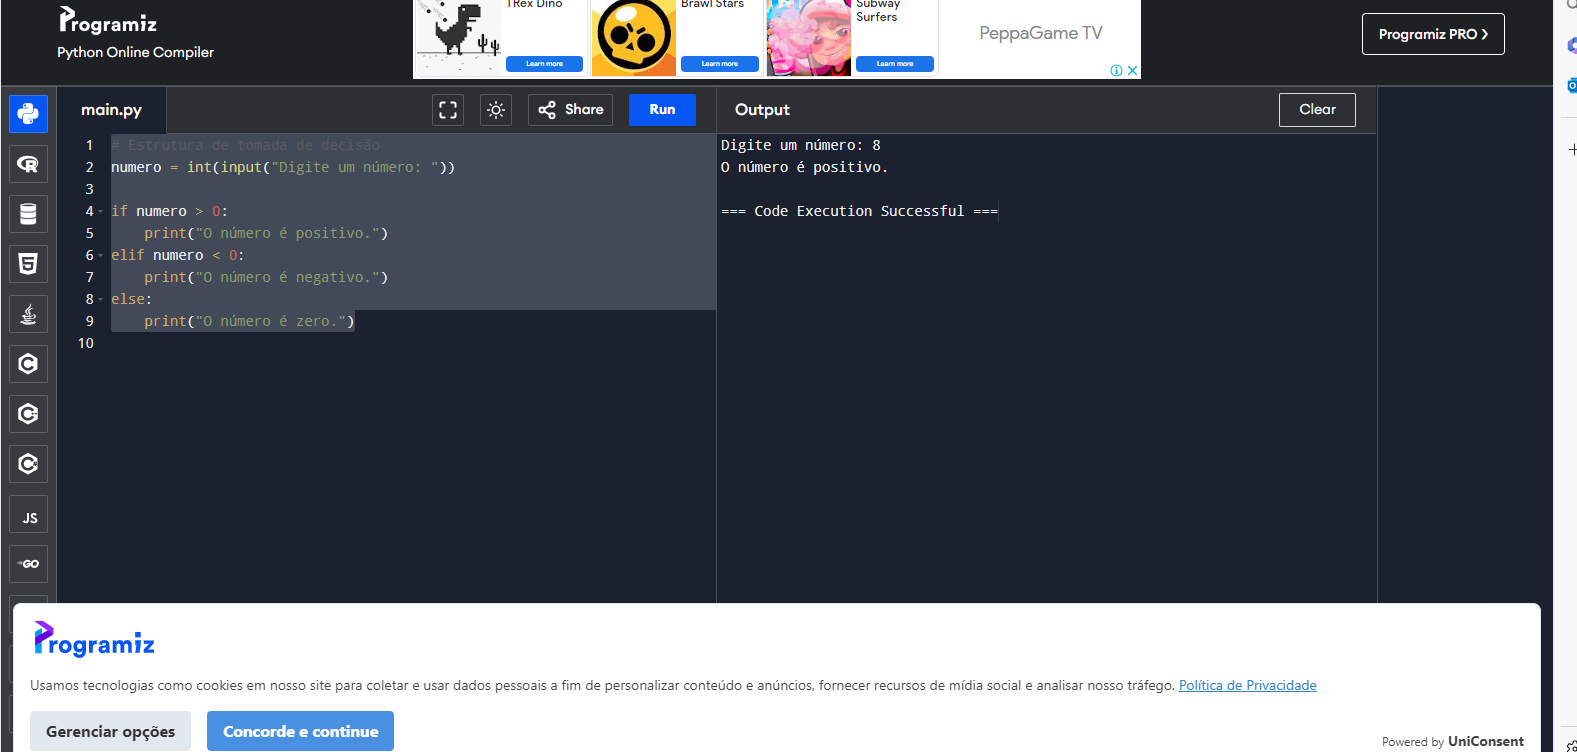 Programiz
Python Online Compiler
TRex Dino
Learn more
Brawl Stars
Learn more
Subway
Surfers
Learn more
PeppaGame TV
Programiz PRO
main.py
Share
Run
Output
Clear
1 # Estrutura de tomada de decisão
2 numero = int(input("Digite um número: "))
3
4 if numero > 0:
5     print("O número é positivo.")
6 elif numero < 0:
7     print("O número é negativo.")
8 else:
9     print("O número é zero.")
10
Digite um número: 8
O número é positivo.
=== Code Execution Successful ===
R
5
C
C
C
JS
GO
Programiz
Usamos tecnologias como cookies em nosso site para coletar e usar dados pessoais a fim de personalizar conteúdo e anúncios, fornecer recursos de mídia social e analisar nosso tráfego. Política de Privacidade
Gerenciar opções
Concorde e continue
Powered by UniConsent